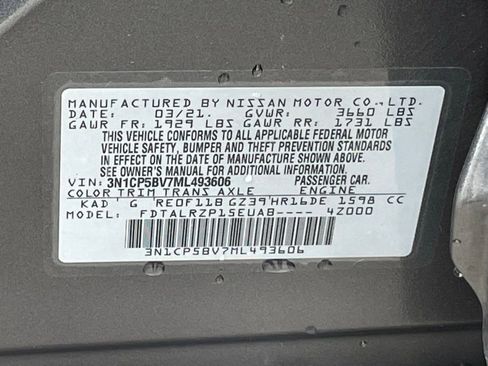 MANUFACTURED BY NISSAN MOTOR CO., LTD.
DATE: 03/21. GVWR: 3660 LBS
GAWR FR: 1929 LBS GAWR RR: 1731 LBS
THIS VEHICLE CONFORMS TO ALL APPLICABLE FEDERAL MOTOR
VEHICLE SAFETY, BUMPER AND THEFT PREVENTION STANDARDS
IN EFFECT ON THE DATE OF MANUFACTURE SHOWN ABOVE.
SEE OWNER'S MANUAL FOR ADDITIONAL INFORMATION.
VIN: 3N1CP5BV7ML493606 PASSENGER CAR.
COLOR TRIM TRANS AXLE ENGINE
KAD G RE0F11B GZ39 HR16DE 1598 CC
MODEL: FDTALRZP15EUAB---- 4Z000
3N1CP5BV7ML493606